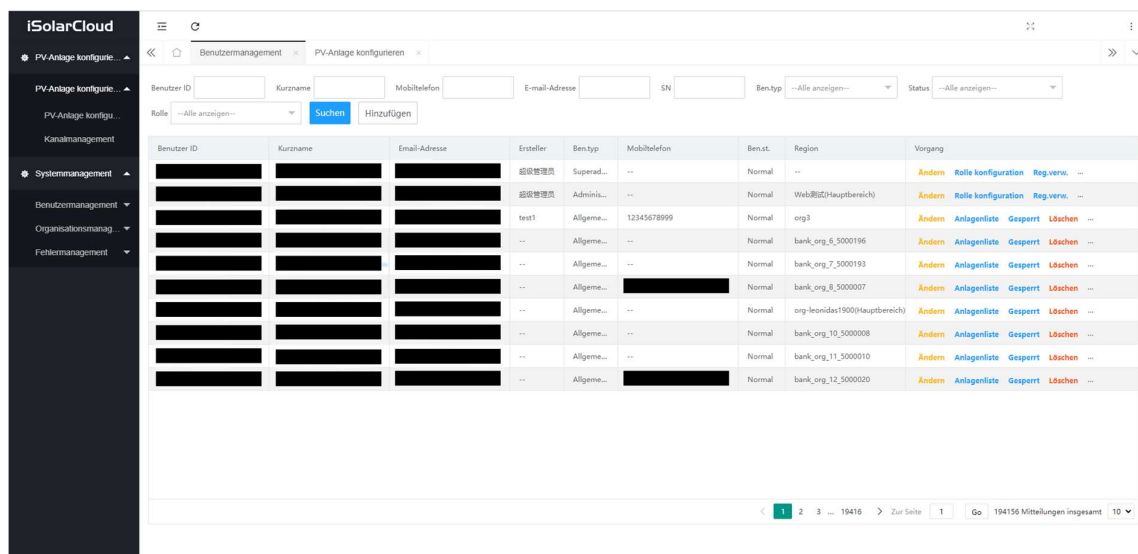 iSolarCloud
PV-Anlage konfigurie...
PV-Anlage konfigurie...
PV-Anlage konfigu...
Kanalmanagement
Systemmanagement
Benutzermanagement
Organisationsmanag...
Fehlermanagement
Benutzermanagement × PV-Anlage konfigurieren ×
Benutzer ID Kurzname Mobiltelefon E-mail-Adresse SN Ben.typ --Alle anzeigen-- Status --Alle anzeigen--
Rolle --Alle anzeigen-- Suchen Hinzufügen
Benutzer ID Kurzname Email-Adresse Ersteller Ben.typ Mobiltelefon Ben.st. Region Vorgang
超级管理员 Superad... -- Normal -- Ändern Rolle konfiguration Reg.verw. ...
超级管理员 Adminis... -- Normal Web测试(Hauptbereich) Ändern Rolle konfiguration Reg.verw. ...
test1 Allgeme... 12345678999 Normal org3 Ändern Anlagenliste Gesperrt Löschen ...
-- Allgeme... -- Normal bank_org_6_5000196 Ändern Anlagenliste Gesperrt Löschen ...
-- Allgeme... -- Normal bank_org_7_5000193 Ändern Anlagenliste Gesperrt Löschen ...
-- Allgeme... Normal bank_org_8_5000007 Ändern Anlagenliste Gesperrt Löschen ...
-- Allgeme... -- Normal org-leonidas1900(Hauptbereich) Ändern Anlagenliste Gesperrt Löschen ...
-- Allgeme... -- Normal bank_org_10_5000008 Ändern Anlagenliste Gesperrt Löschen ...
-- Allgeme... -- Normal bank_org_11_5000010 Ändern Anlagenliste Gesperrt Löschen ...
-- Allgeme... Normal bank_org_12_5000020 Ändern Anlagenliste Gesperrt Löschen ...
< 1 2 3 ... 19416 > Zur Seite 1 Go 194156 Mitteilungen insgesamt 10